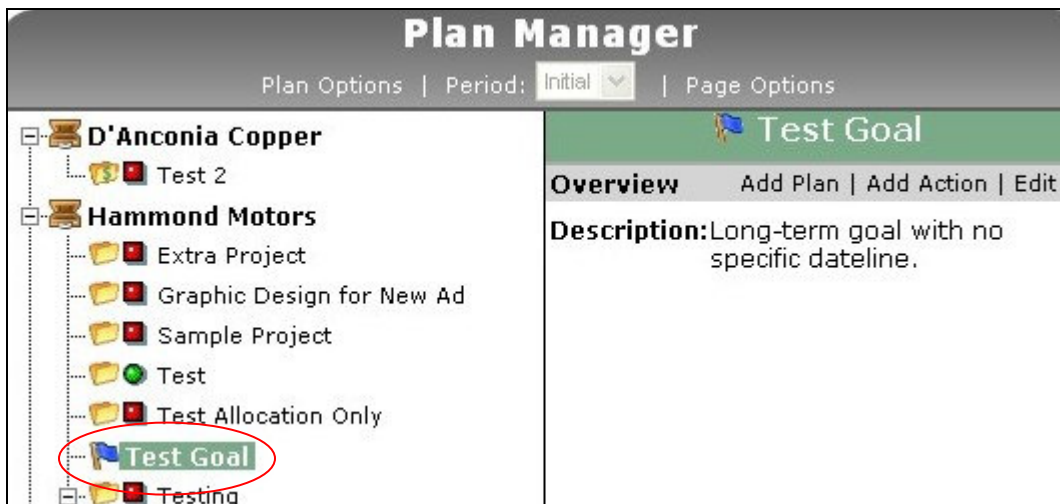 Plan Manager
Plan Options | Period: Initial | Page Options
D'Anconia Copper
Test 2
Hammond Motors
Extra Project
Graphic Design for New Ad
Sample Project
Test
Test Allocation Only
Test Goal
Testing
Test Goal
Overview Add Plan | Add Action | Edit
Description: Long-term goal with no
specific dateline.